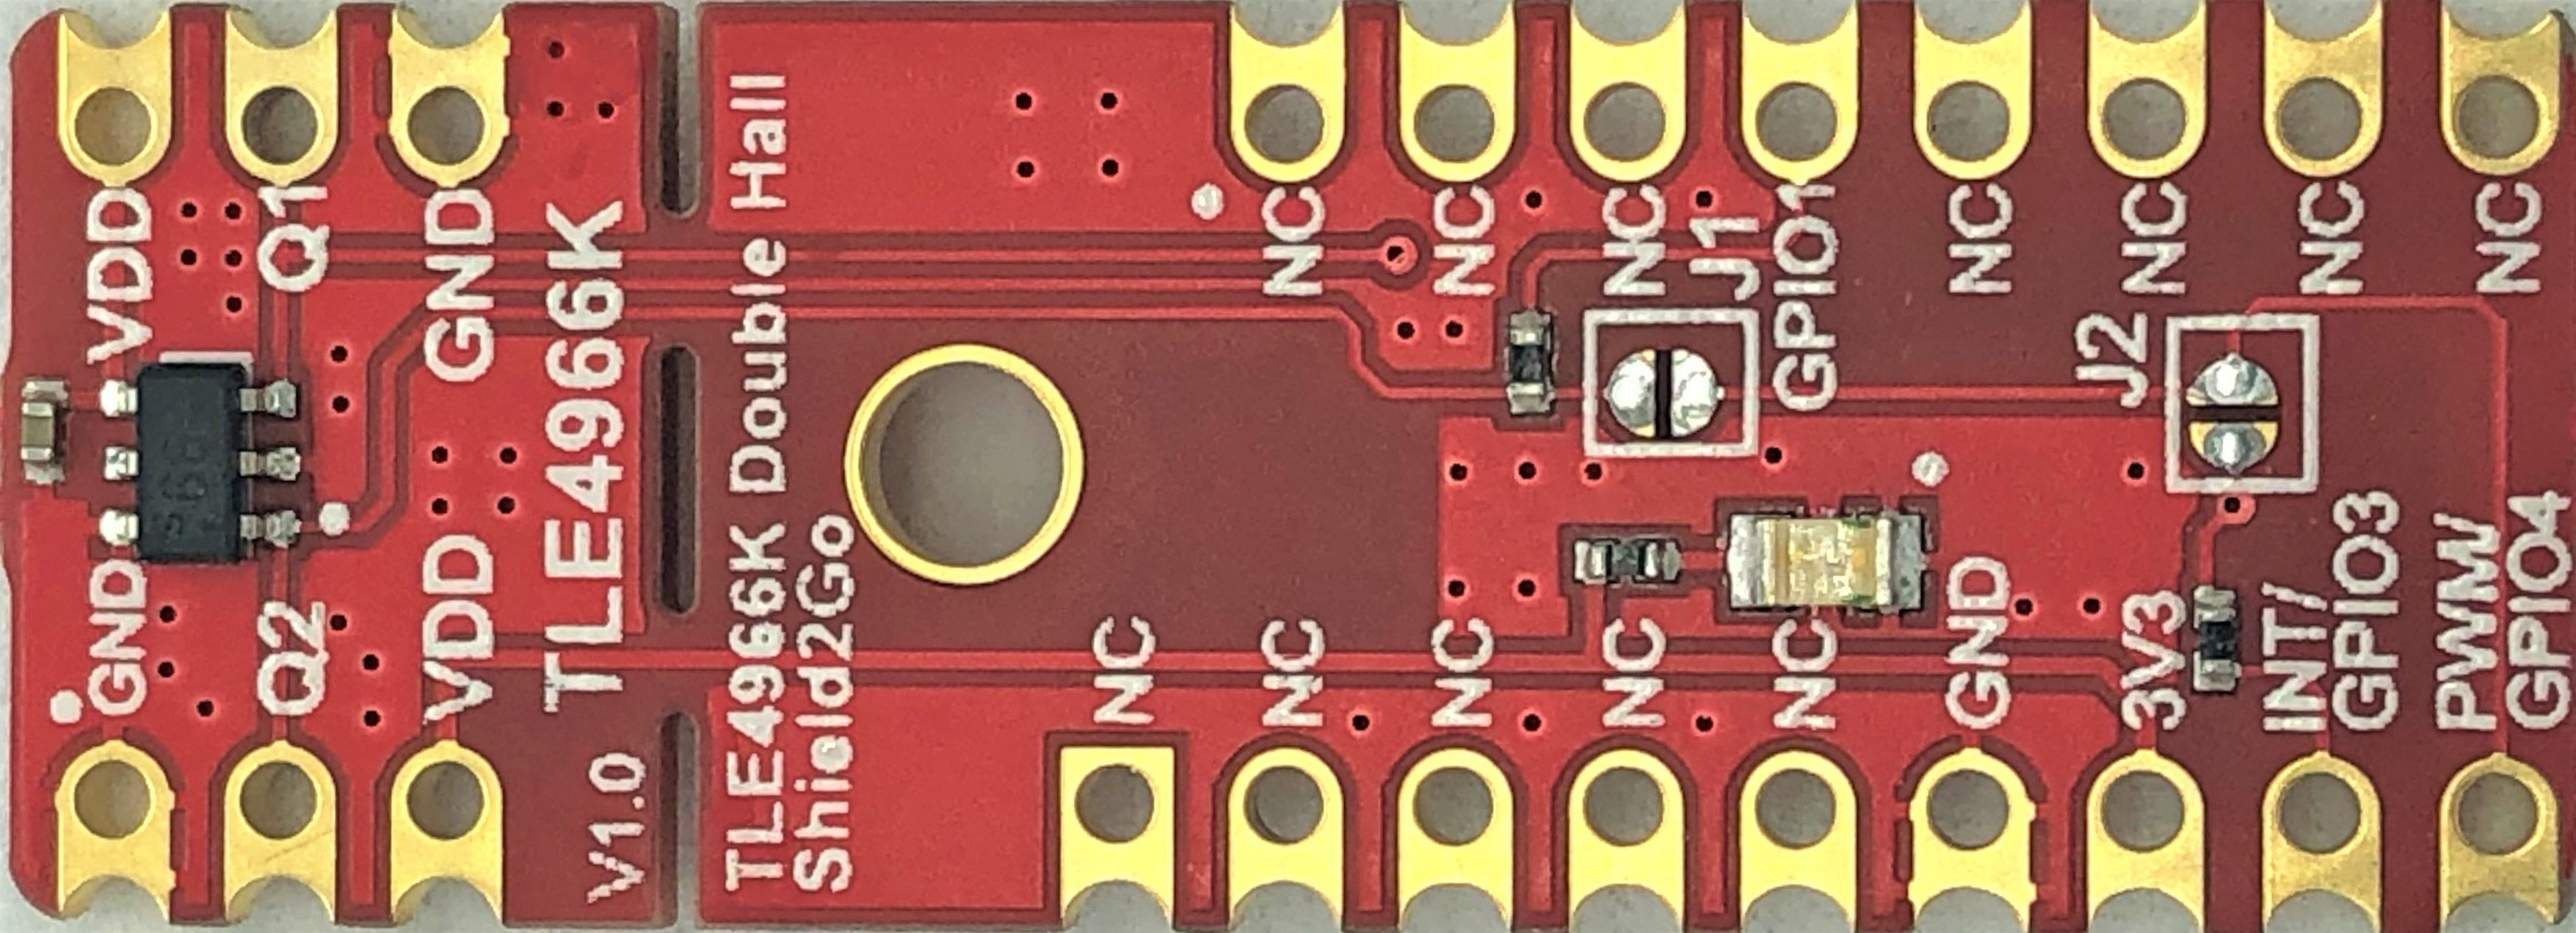 VDD
Q1
GND
GND
Q2
VDD
TLE4966K
V1.0
TLE4966K Double Hall
Shield2Go
NC
NC
NC
J1
GPIO1
NC
NC
NC
NC
J2
NC
NC
NC
NC
NC
GND
3V3
INT/
GPIO3
PWM/
GPIO4